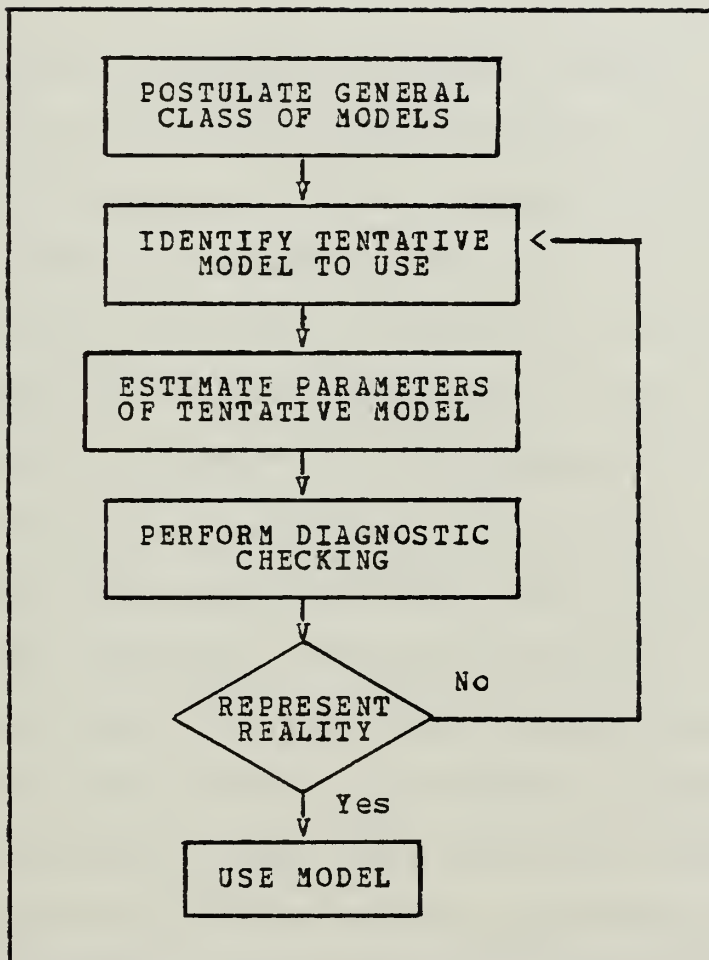 POSTULATE GENERAL
CLASS OF MODELS
IDENTIFY TENTATIVE
MODEL TO USE
ESTIMATE PARAMETERS
OF TENTATIVE MODEL
PERFORM DIAGNOSTIC
CHECKING
REPRESENT
REALITY
No
Yes
USE MODEL